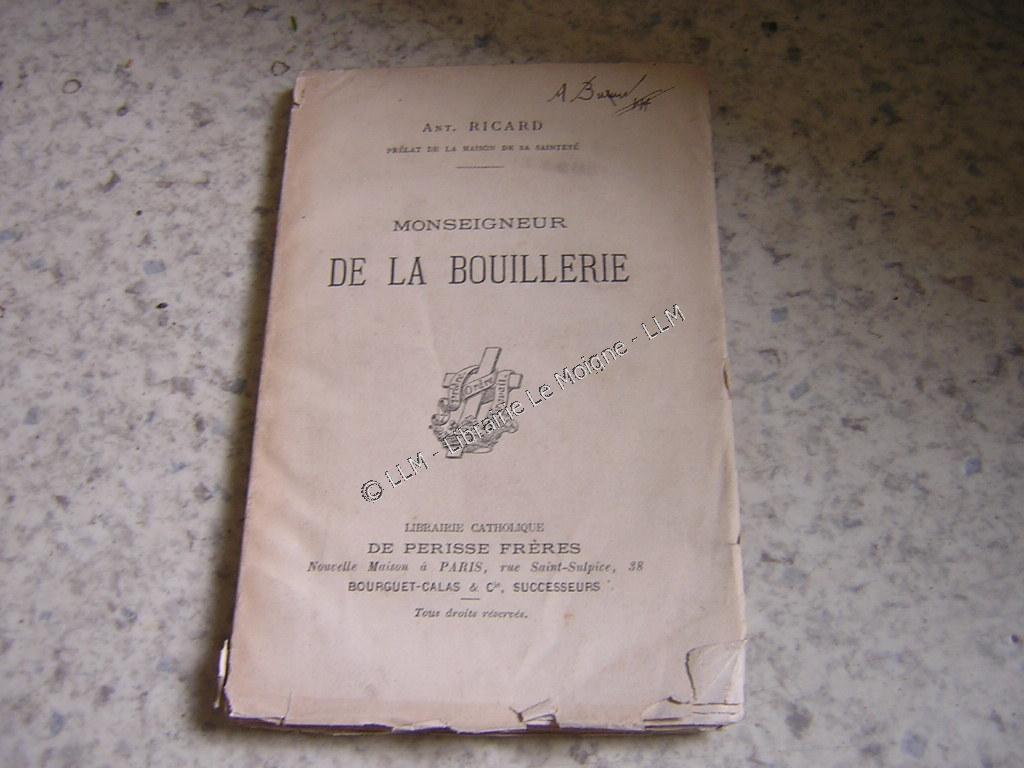 ANT. RICARD
PRÉLAT DE LA MAISON DE SA SAINTETÉ
MONSEIGNEUR
DE LA BOUILLERIE
Ordre
© LLM - Librairie Le Moigne - LLM
LIBRAIRIE CATHOLIQUE
DE PERISSE FRÈRES
Nouvelle Maison à PARIS, rue Saint-Sulpice, 38
BOURGUET-CALAS & Cie, SUCCESSEURS
Tous droits réservés.